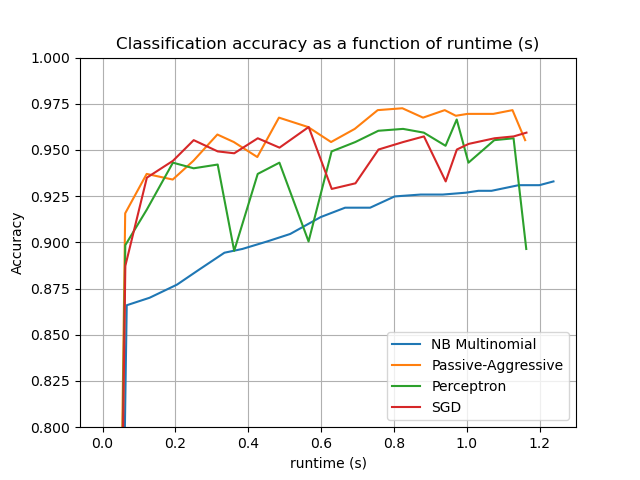 Classification accuracy as a function of runtime (s)
1.000
0.975
0.950
0.925
0.900
0.875
0.850
0.825
0.800
Accuracy
0.0 0.2 0.4 0.6 0.8 1.0 1.2
runtime (s)
NB Multinomial
Passive-Aggressive
Perceptron
SGD